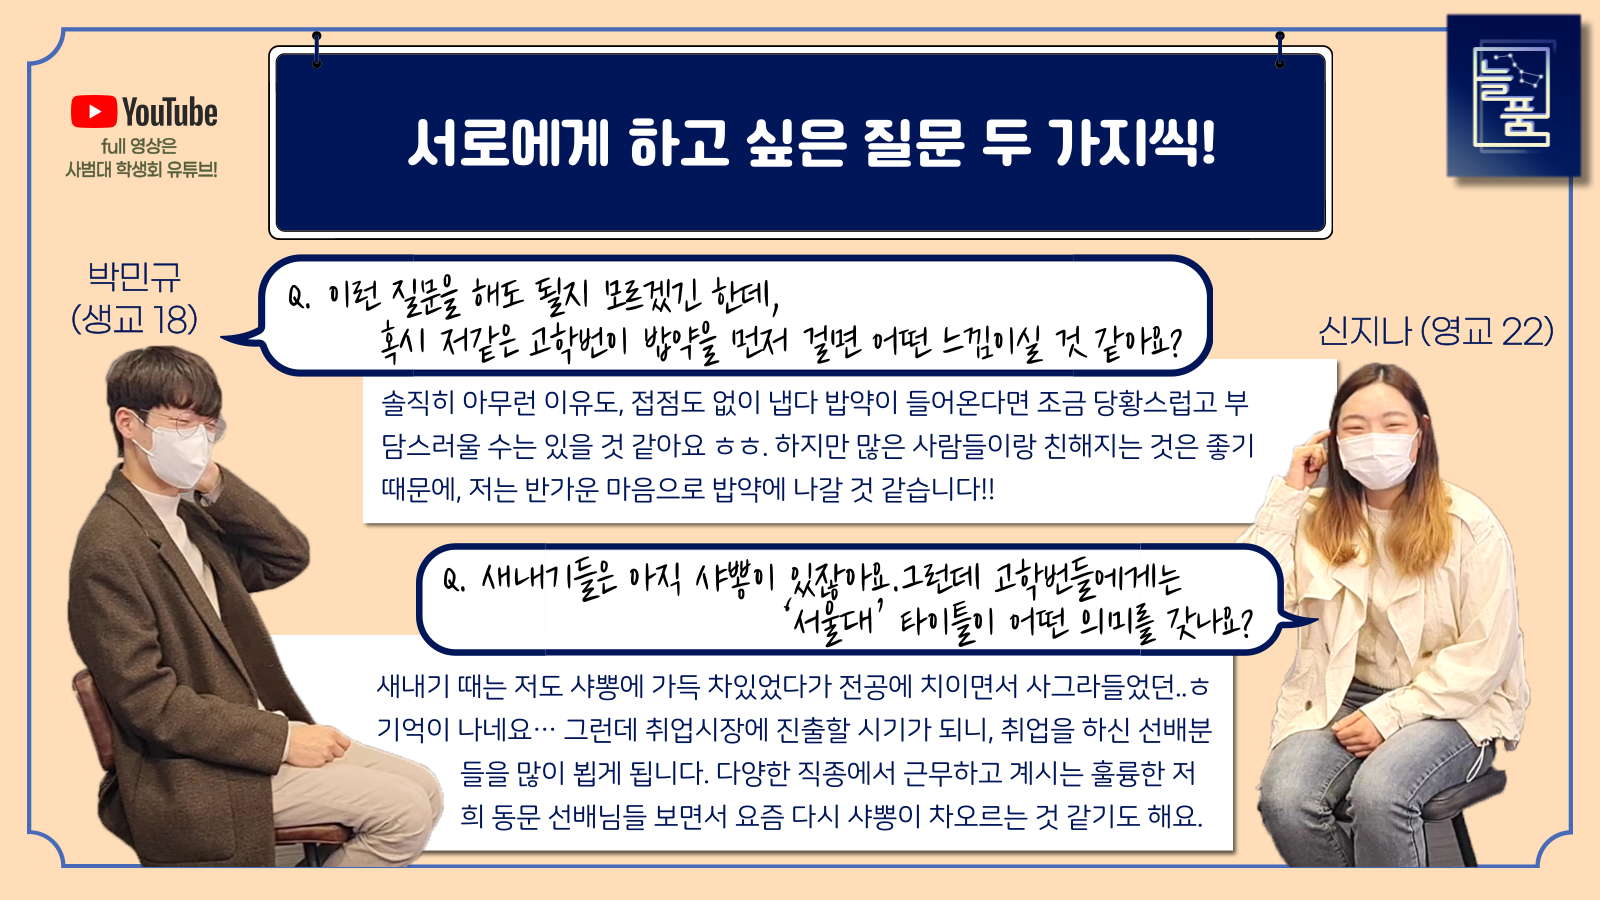 서로에게 하고 싶은 질문 두 가지씩!
늘품
YouTube
full 영상은
사범대 학생회 유튜브!
박민규
(생교 18)
Q. 이런 질문을 해도 될지 모르겠긴 한데,
혹시 저같은 고학번이 밥약을 먼저 걸면 어떤 느낌이실 것 같아요?
신지나 (영교 22)
솔직히 아무런 이유도, 접점도 없이 냅다 밥약이 들어온다면 조금 당황스럽고 부
담스러울 수는 있을 것 같아요 ㅎㅎ. 하지만 많은 사람들이랑 친해지는 것은 좋기
때문에, 저는 반가운 마음으로 밥약에 나갈 것 같습니다!!
Q. 새내기들은 아직 샤뽕이 있잖아요.그런데 고학번들에게는
‘서울대’ 타이틀이 어떤 의미를 갖나요?
새내기 때는 저도 샤뽕에 가득 차있었다가 전공에 치이면서 사그라들었던..ㅎ
기억이 나네요… 그런데 취업시장에 진출할 시기가 되니, 취업을 하신 선배분
들을 많이 뵙게 됩니다. 다양한 직종에서 근무하고 계시는 훌륭한 저
희 동문 선배님들 보면서 요즘 다시 샤뽕이 차오르는 것 같기도 해요.